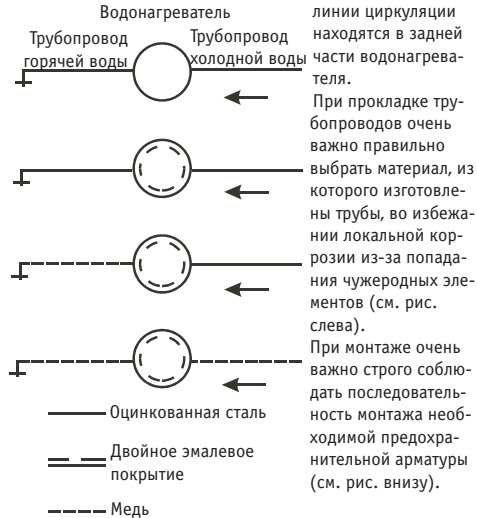 Водонагреватель
Трубопровод
горячей воды
Трубопровод
холодной воды
Оцинкованная сталь
Двойное эмалевое
покрытие
Медь
линии циркуляции
находятся в задней
части водонагрева-
теля.
При прокладке тру-
бопроводов очень
важно правильно
выбрать материал, из
которого изготовле-
ны трубы, во избежа-
нии локальной кор-
розии из-за попада-
ния чужеродных эле-
ментов (см. рис.
слева).
При монтаже очень
важно строго соблю-
дать последователь-
ность монтажа необ-
ходимой предохра-
нительной арматуры
(см. рис. внизу).